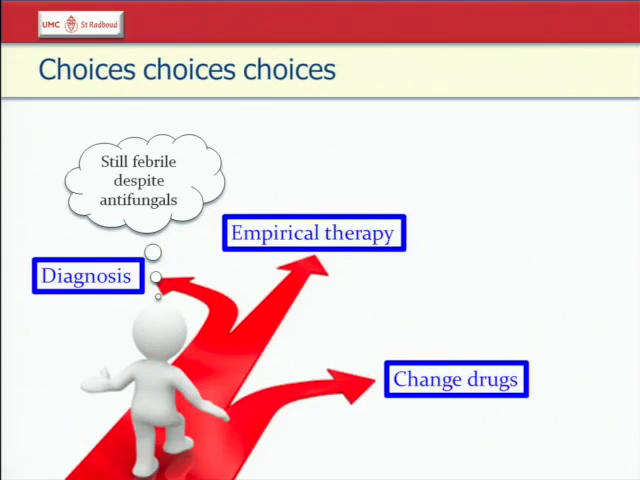 UMC St Radboud
Choices choices choices
Still febrile
despite
antifungals
Empirical therapy
Diagnosis
Change drugs